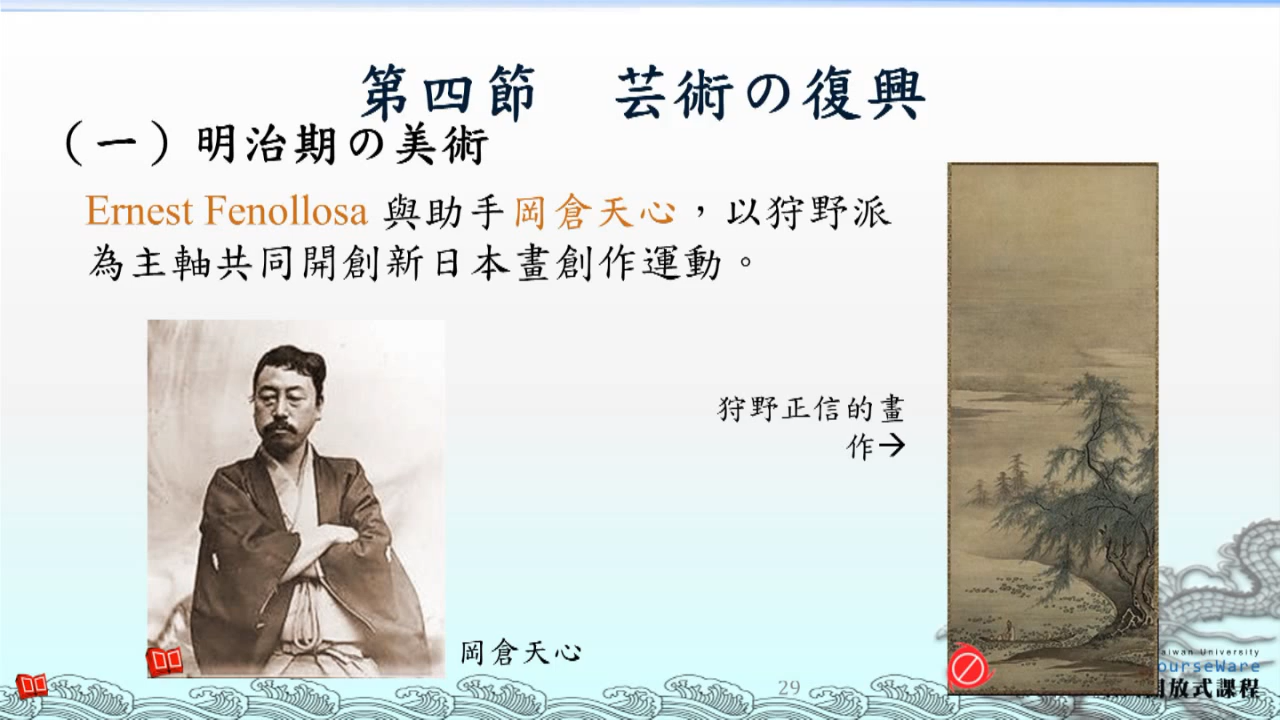 第四節　芸術の復興
（一）明治期の美術
Ernest Fenollosa 與助手岡倉天心，以狩野派
為主軸共同開創新日本畫創作運動。
狩野正信的畫
作→
岡倉天心
29
aiwan University
ourseWare
放式課程